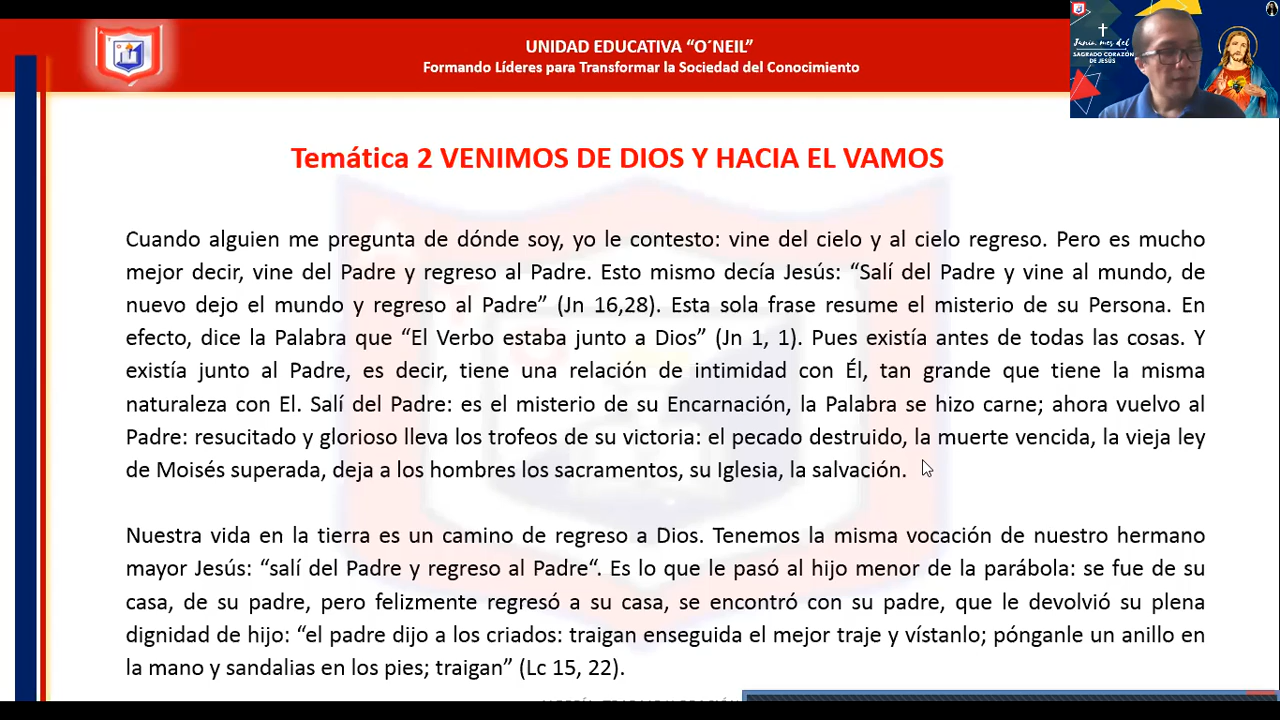 UNIDAD EDUCATIVA “O´NEIL”
Formando Líderes para Transformar la Sociedad del Conocimiento
Junio, mes del
SAGRADO CORAZÓN
DE JESÚS
Temática 2 VENIMOS DE DIOS Y HACIA EL VAMOS
Cuando alguien me pregunta de dónde soy, yo le contesto: vine del cielo y al cielo regreso. Pero es mucho
mejor decir, vine del Padre y regreso al Padre. Esto mismo decía Jesús: “Salí del Padre y vine al mundo, de
nuevo dejo el mundo y regreso al Padre” (Jn 16,28). Esta sola frase resume el misterio de su Persona. En
efecto, dice la Palabra que “El Verbo estaba junto a Dios” (Jn 1, 1). Pues existía antes de todas las cosas. Y
existía junto al Padre, es decir, tiene una relación de intimidad con Él, tan grande que tiene la misma
naturaleza con El. Salí del Padre: es el misterio de su Encarnación, la Palabra se hizo carne; ahora vuelvo al
Padre: resucitado y glorioso lleva los trofeos de su victoria: el pecado destruido, la muerte vencida, la vieja ley
de Moisés superada, deja a los hombres los sacramentos, su Iglesia, la salvación.
Nuestra vida en la tierra es un camino de regreso a Dios. Tenemos la misma vocación de nuestro hermano
mayor Jesús: “salí del Padre y regreso al Padre“. Es lo que le pasó al hijo menor de la parábola: se fue de su
casa, de su padre, pero felizmente regresó a su casa, se encontró con su padre, que le devolvió su plena
dignidad de hijo: “el padre dijo a los criados: traigan enseguida el mejor traje y vístanlo; pónganle un anillo en
la mano y sandalias en los pies; traigan” (Lc 15, 22).